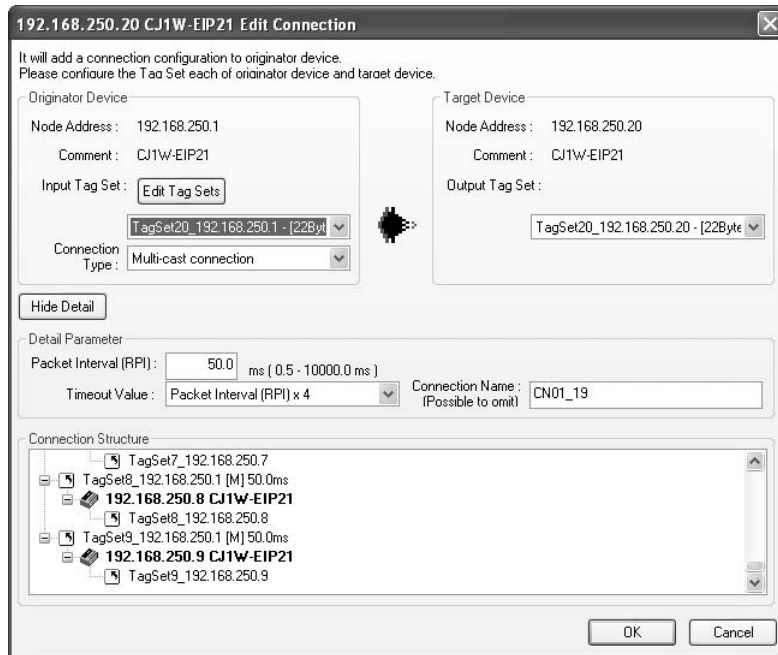 192.168.250.20 CJ1W-EIP21 Edit Connection
It will add a connection configuration to originator device.
Please configure the Tag Set each of originator device and target device.
Originator Device
Node Address : 192.168.250.1
Comment : CJ1W-EIP21
Input Tag Set : Edit Tag Sets
TagSet20_192.168.250.1 - [22Byt
Connection Type : Multi-cast connection
Target Device
Node Address : 192.168.250.20
Comment : CJ1W-EIP21
Output Tag Set :
TagSet20_192.168.250.20 - [22Byte
Hide Detail
Detail Parameter
Packet Interval (RPI) : 50.0 ms ( 0.5 - 10000.0 ms )
Timeout Value : Packet Interval (RPI) x 4
Connection Name : (Possible to omit) CN01_19
Connection Structure
TagSet7_192.168.250.7
TagSet8_192.168.250.1 [M] 50.0ms
192.168.250.8 CJ1W-EIP21
TagSet8_192.168.250.8
TagSet9_192.168.250.1 [M] 50.0ms
192.168.250.9 CJ1W-EIP21
TagSet9_192.168.250.9
OK
Cancel